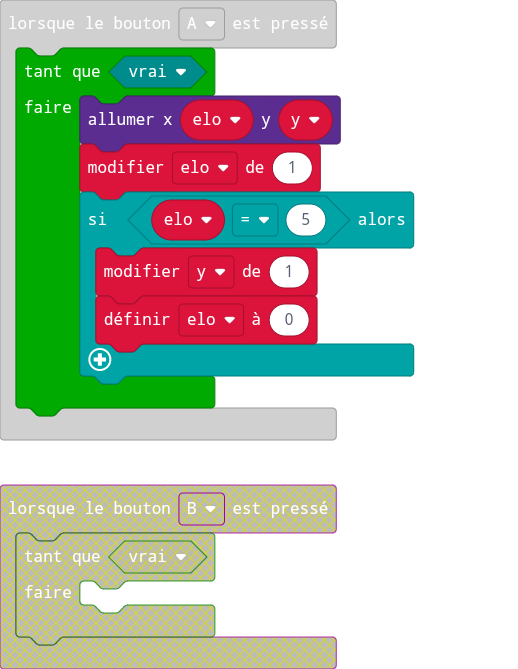 lorsque le bouton A est pressé
tant que vrai
faire
allumer x elo y y
modifier elo de 1
si elo = 5 alors
modifier y de 1
définir elo à 0
lorsque le bouton B est pressé
tant que vrai
faire